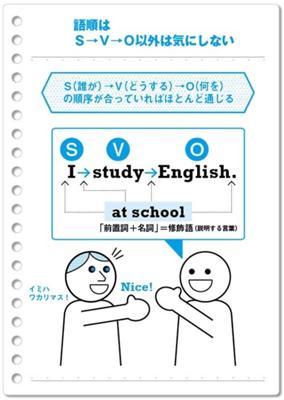 語順は
S→V→O以外は気にしない
S(誰が)→V(どうする)→O(何を)
の順序が合っていればほとんど通じる
S V O
I→study→English.
at school
「前置詞+名詞」=修飾語(説明する言葉)
イミハ
ワカリマス!
Nice!